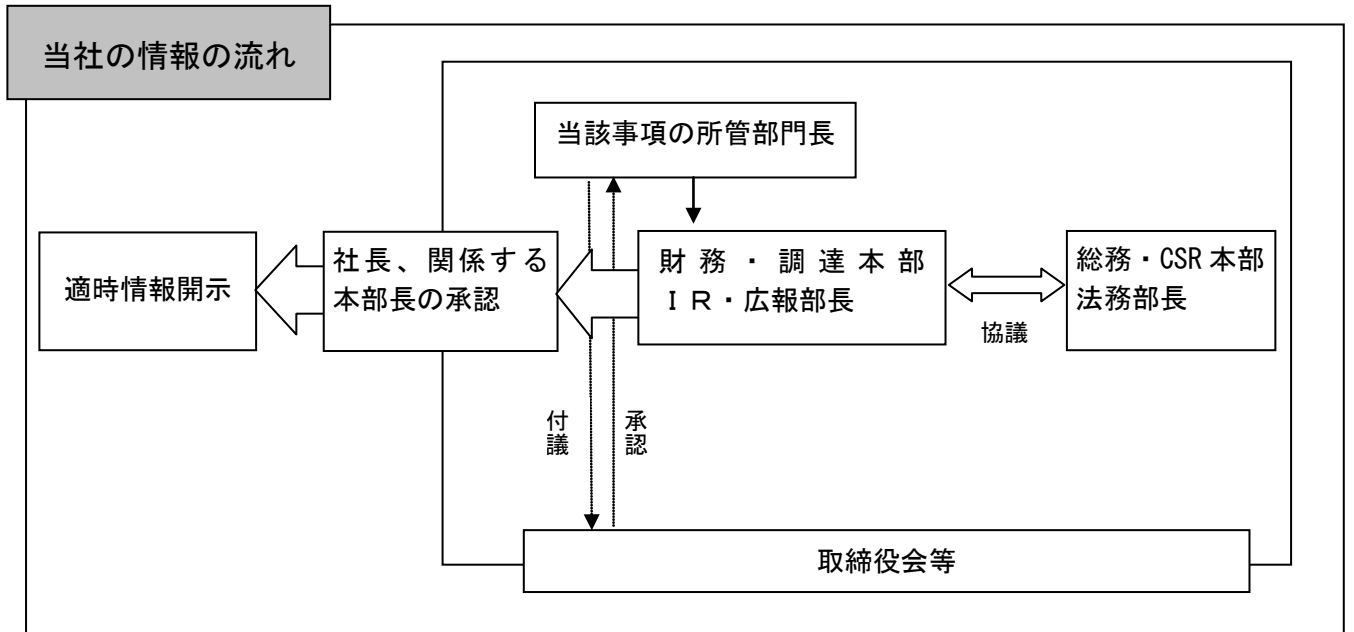 当社の情報の流れ
当該事項の所管部門長
適時情報開示
社長、関係する
本部長の承認
財務・調達本部
IR・広報部長
協議
総務・CSR本部
法務部長
付議
承認
取締役会等